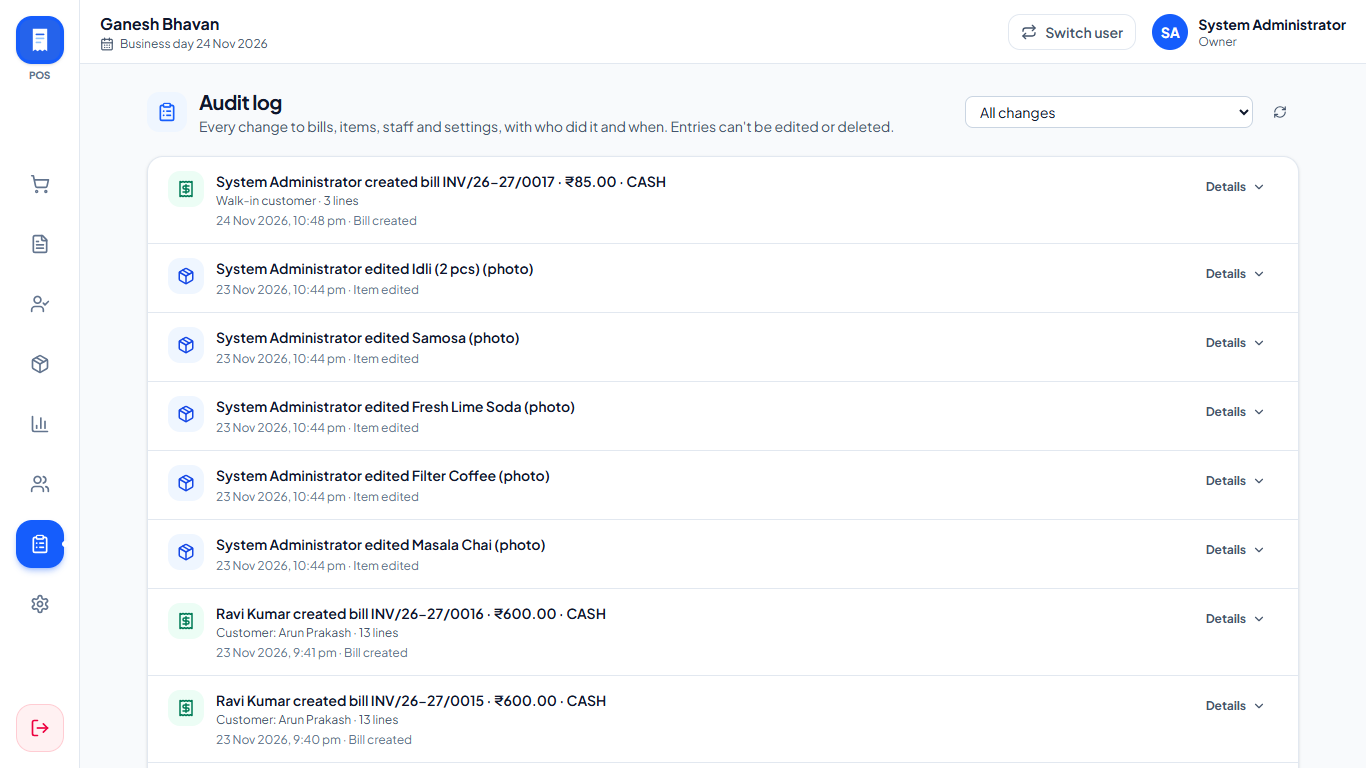 POS
Ganesh Bhavan
Business day 24 Nov 2026
Switch user
SA
System Administrator
Owner
Audit log
Every change to bills, items, staff and settings, with who did it and when. Entries can't be edited or deleted.
All changes
System Administrator created bill INV/26-27/0017 · ₹85.00 · CASH
Walk-in customer · 3 lines
24 Nov 2026, 10:48 pm · Bill created
Details
System Administrator edited Idli (2 pcs) (photo)
23 Nov 2026, 10:44 pm · Item edited
Details
System Administrator edited Samosa (photo)
23 Nov 2026, 10:44 pm · Item edited
Details
System Administrator edited Fresh Lime Soda (photo)
23 Nov 2026, 10:44 pm · Item edited
Details
System Administrator edited Filter Coffee (photo)
23 Nov 2026, 10:44 pm · Item edited
Details
System Administrator edited Masala Chai (photo)
23 Nov 2026, 10:44 pm · Item edited
Details
Ravi Kumar created bill INV/26-27/0016 · ₹600.00 · CASH
Customer: Arun Prakash · 13 lines
23 Nov 2026, 9:41 pm · Bill created
Details
Ravi Kumar created bill INV/26-27/0015 · ₹600.00 · CASH
Customer: Arun Prakash · 13 lines
23 Nov 2026, 9:40 pm · Bill created
Details